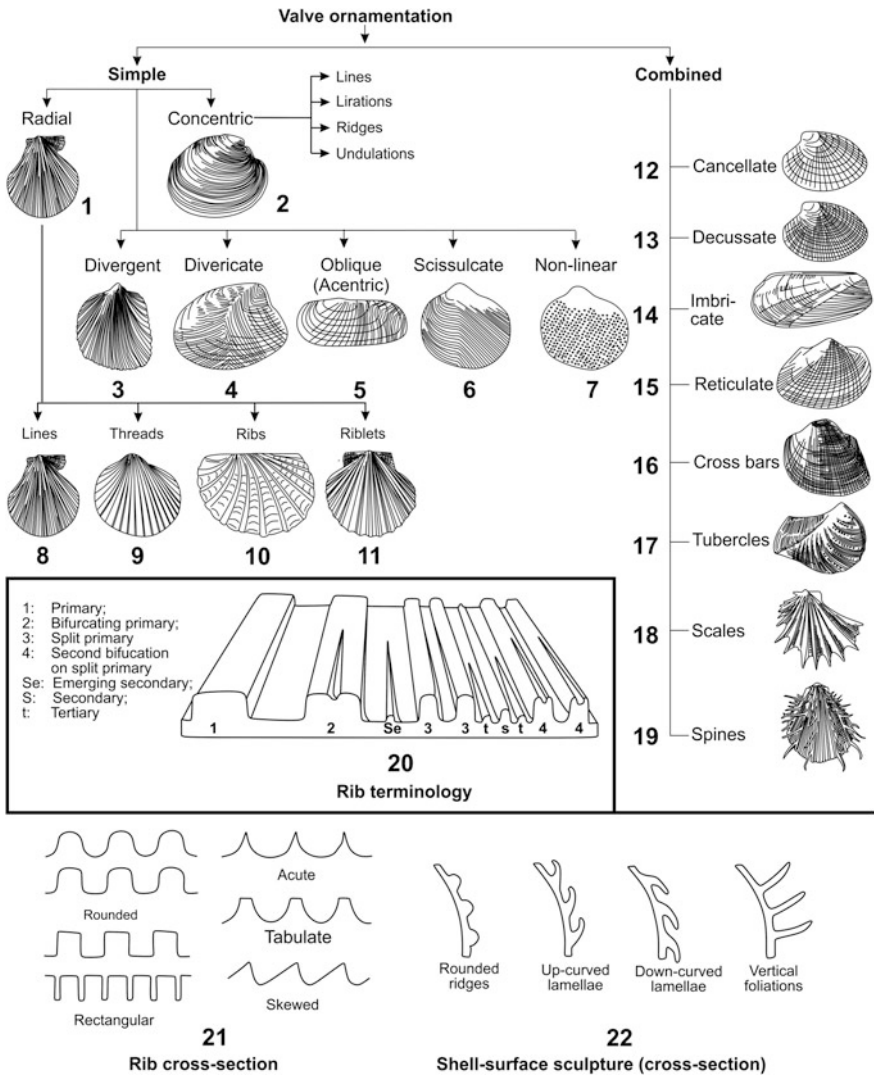 Valve ornamentation
Simple
Combined
Radial
Concentric
Lines
Lirations
Ridges
Undulations
1
2
12
Cancellate
13
Decussate
14
Imbri-
cate
15
Reticulate
16
Cross bars
17
Tubercles
18
Scales
19
Spines
Divergent
Divericate
Oblique
(Acentric)
Scissulcate
Non-linear
3
4
5
6
7
Lines
Threads
Ribs
Riblets
8
9
10
11
1: Primary;
2: Bifurcating primary;
3: Split primary
4: Second bifucation
on split primary
Se: Emerging secondary;
S: Secondary;
t: Tertiary
1 2 Se 3 3 t s t 4 4
20
Rib terminology
Rounded
Rectangular
Acute
Tabulate
Skewed
21
Rib cross-section
Rounded
ridges
Up-curved
lamellae
Down-curved
lamellae
Vertical
foliations
22
Shell-surface sculpture (cross-section)